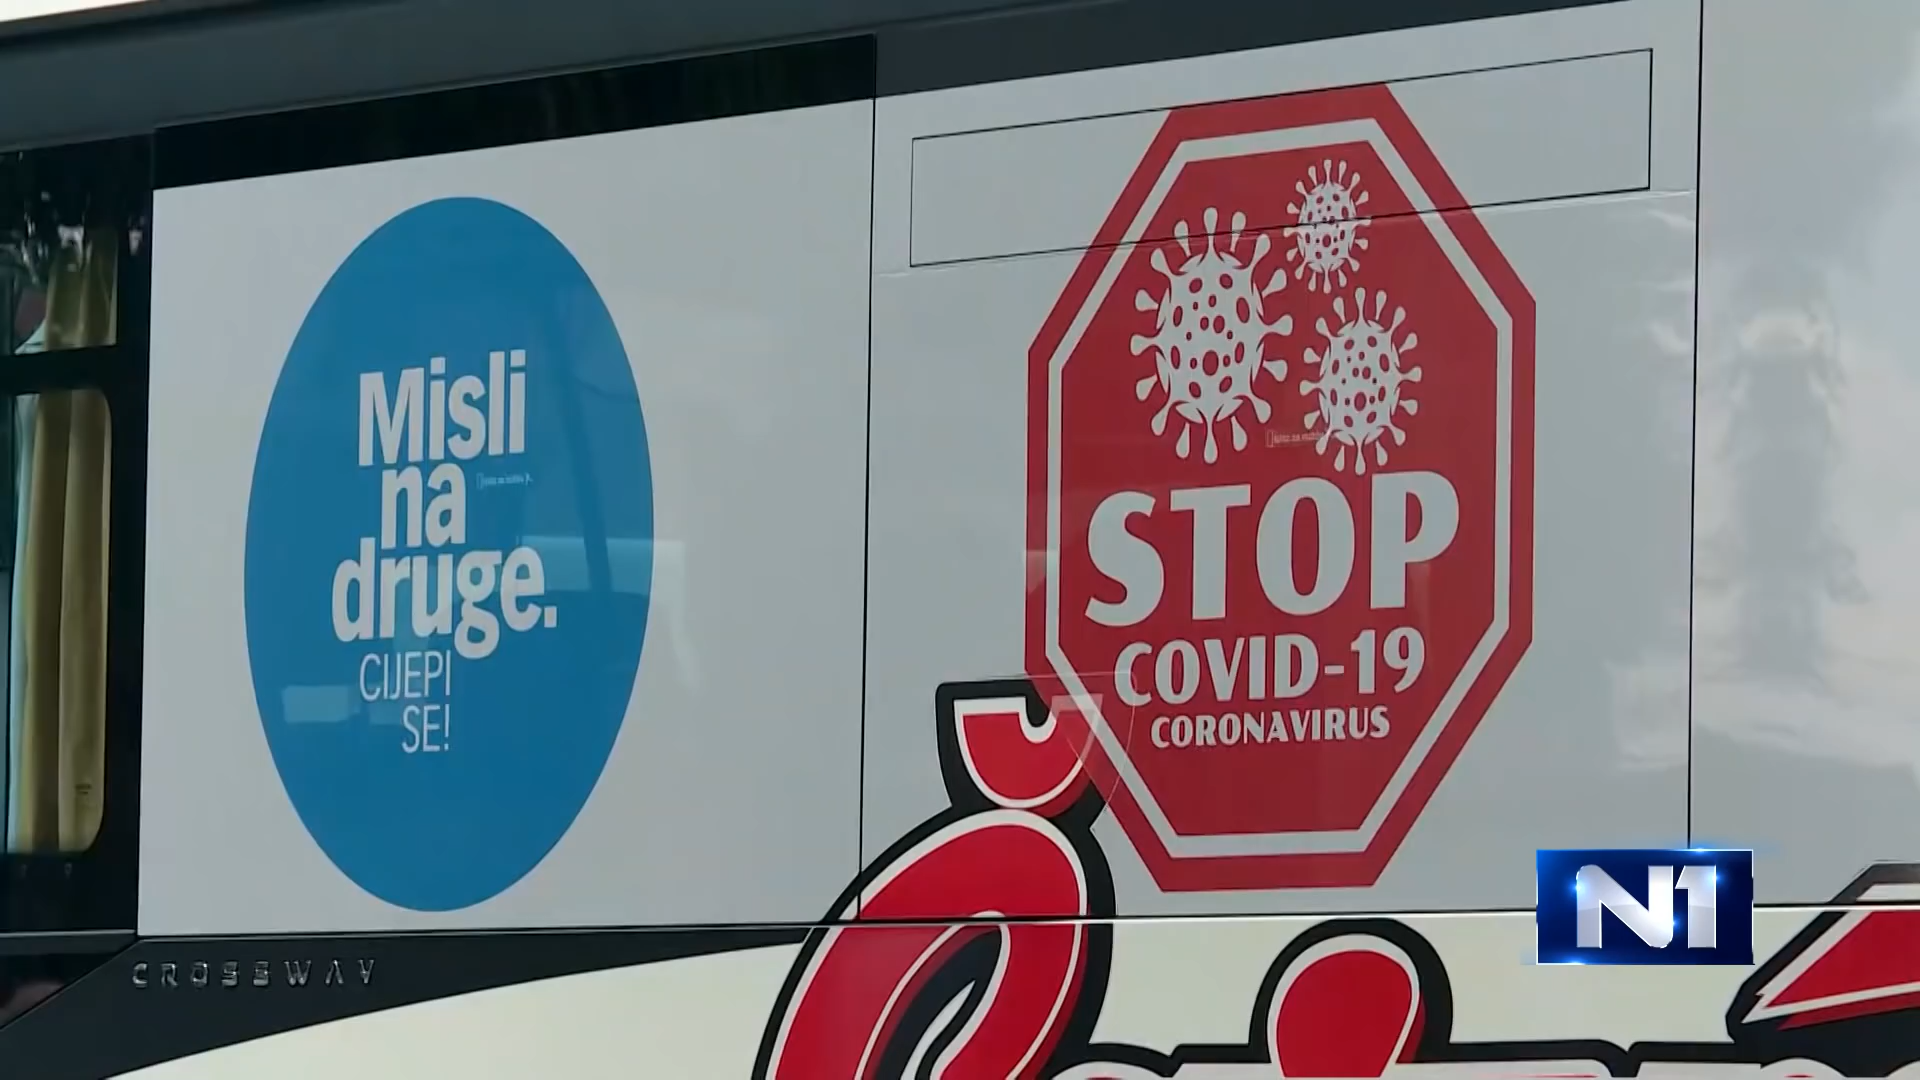 Misli
na
druge.
CIJEPI
SE!
STOP
COVID-19
CORONAVIRUS
N1
CROSSWAY